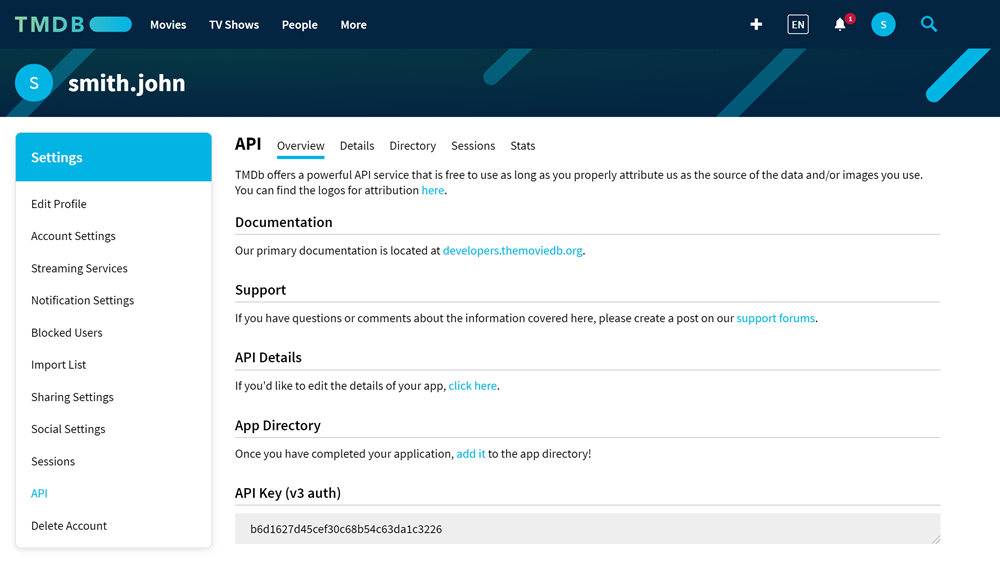 TMDB
Movies TV Shows People More
EN
1
S
S
smith.john
Settings
Edit Profile
Account Settings
Streaming Services
Notification Settings
Blocked Users
Import List
Sharing Settings
Social Settings
Sessions
API
Delete Account
API Overview Details Directory Sessions Stats
TMDb offers a powerful API service that is free to use as long as you properly attribute us as the source of the data and/or images you use.
You can find the logos for attribution here.
Documentation
Our primary documentation is located at developers.themoviedb.org.
Support
If you have questions or comments about the information covered here, please create a post on our support forums.
API Details
If you'd like to edit the details of your app, click here.
App Directory
Once you have completed your application, add it to the app directory!
API Key (v3 auth)
b6d1627d45cef30c68b54c63da1c3226